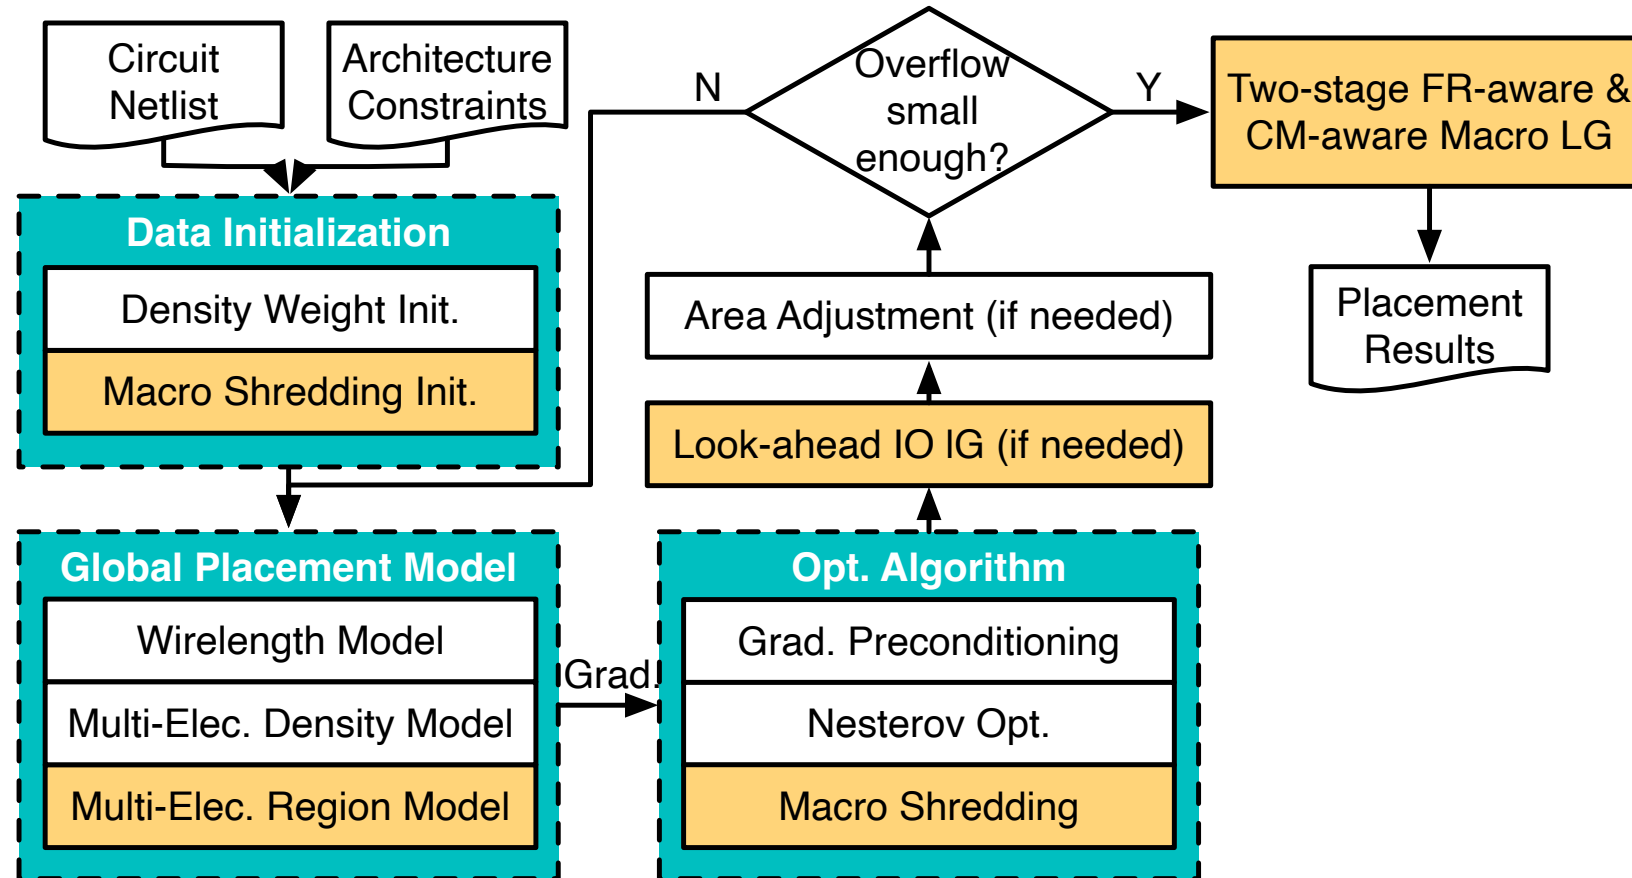 Circuit
Netlist
Architecture
Constraints
Data Initialization
Density Weight Init.
Macro Shredding Init.
Global Placement Model
Wirelength Model
Multi-Elec. Density Model
Multi-Elec. Region Model
Grad.
Opt. Algorithm
Grad. Preconditioning
Nesterov Opt.
Macro Shredding
Look-ahead IO lG (if needed)
Area Adjustment (if needed)
Overflow
small
enough?
N
Y
Two-stage FR-aware &
CM-aware Macro LG
Placement
Results